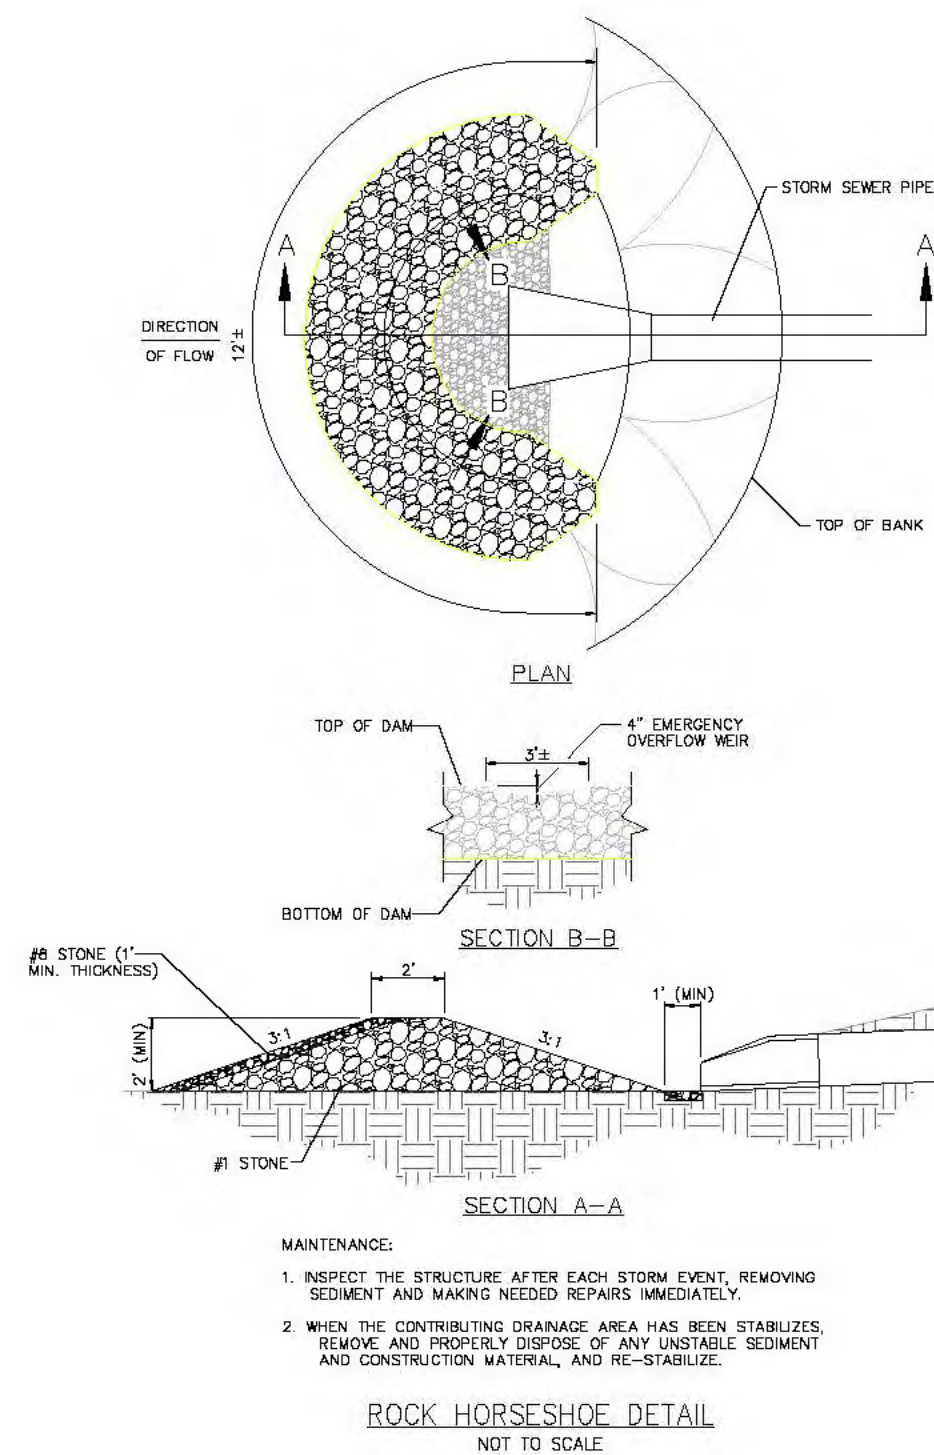 STORM SEWER PIPE
A
A
B
DIRECTION
OF FLOW
12'±
B
TOP OF BANK
PLAN
TOP OF DAM
4" EMERGENCY
OVERFLOW WEIR
3'±
BOTTOM OF DAM
SECTION B-B
#8 STONE (1'
MIN. THICKNESS)
2'
1' (MIN)
2' (MIN)
3:1
3:1
#1 STONE
SECTION A-A
MAINTENANCE:
1. INSPECT THE STRUCTURE AFTER EACH STORM EVENT, REMOVING
SEDIMENT AND MAKING NEEDED REPAIRS IMMEDIATELY.
2. WHEN THE CONTRIBUTING DRAINAGE AREA HAS BEEN STABILIZES,
REMOVE AND PROPERLY DISPOSE OF ANY UNSTABLE SEDIMENT
AND CONSTRUCTION MATERIAL, AND RE-STABILIZE.
ROCK HORSESHOE DETAIL
NOT TO SCALE